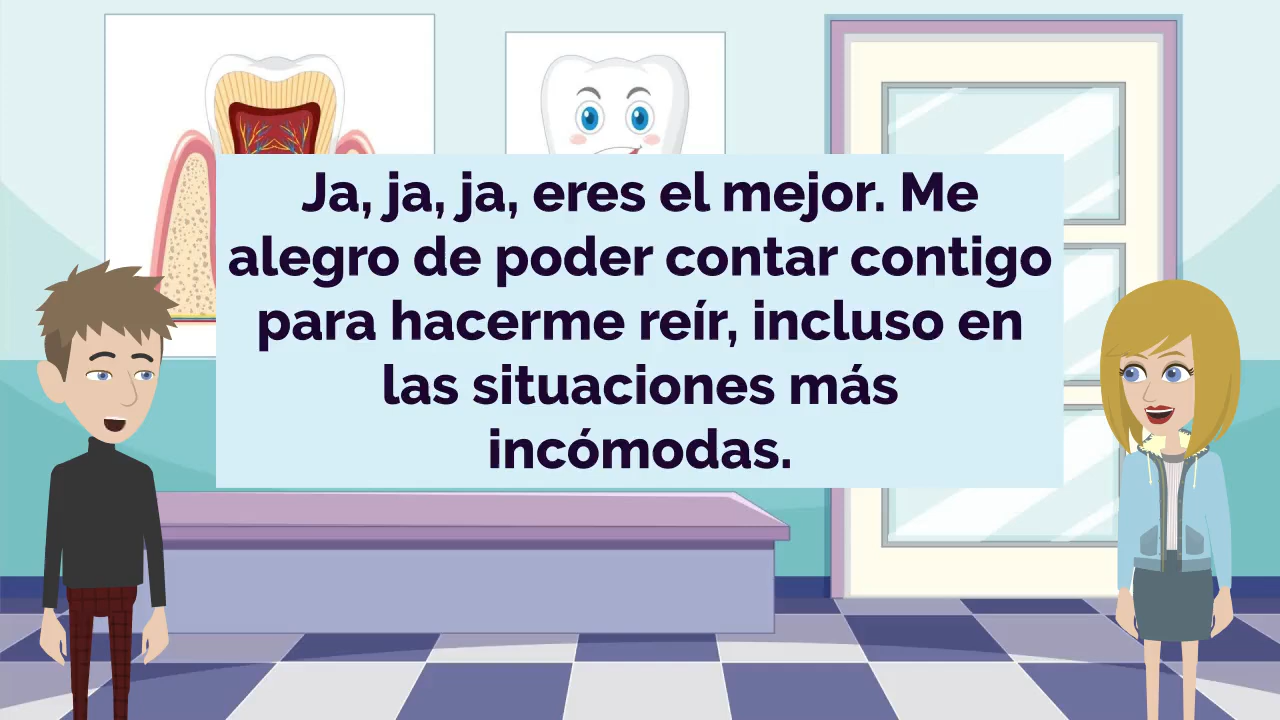 Ja, ja, ja, eres el mejor. Me
alegro de poder contar contigo
para hacerme reír, incluso en
las situaciones más
incómodas.